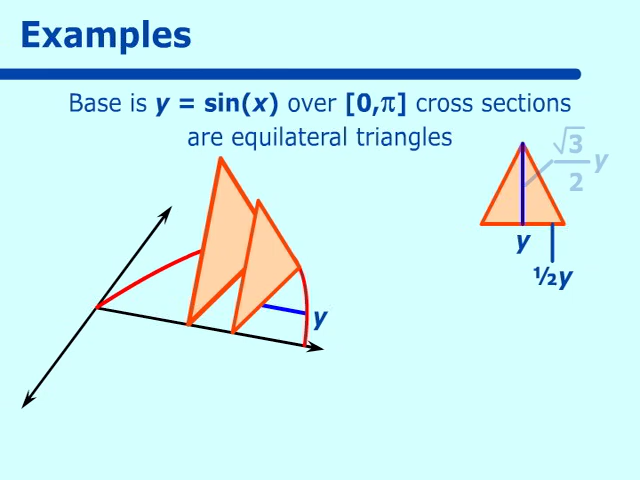 Examples
Base is y = sin(x) over [0,π] cross sections
are equilateral triangles
√3
2
y
y
½y
y